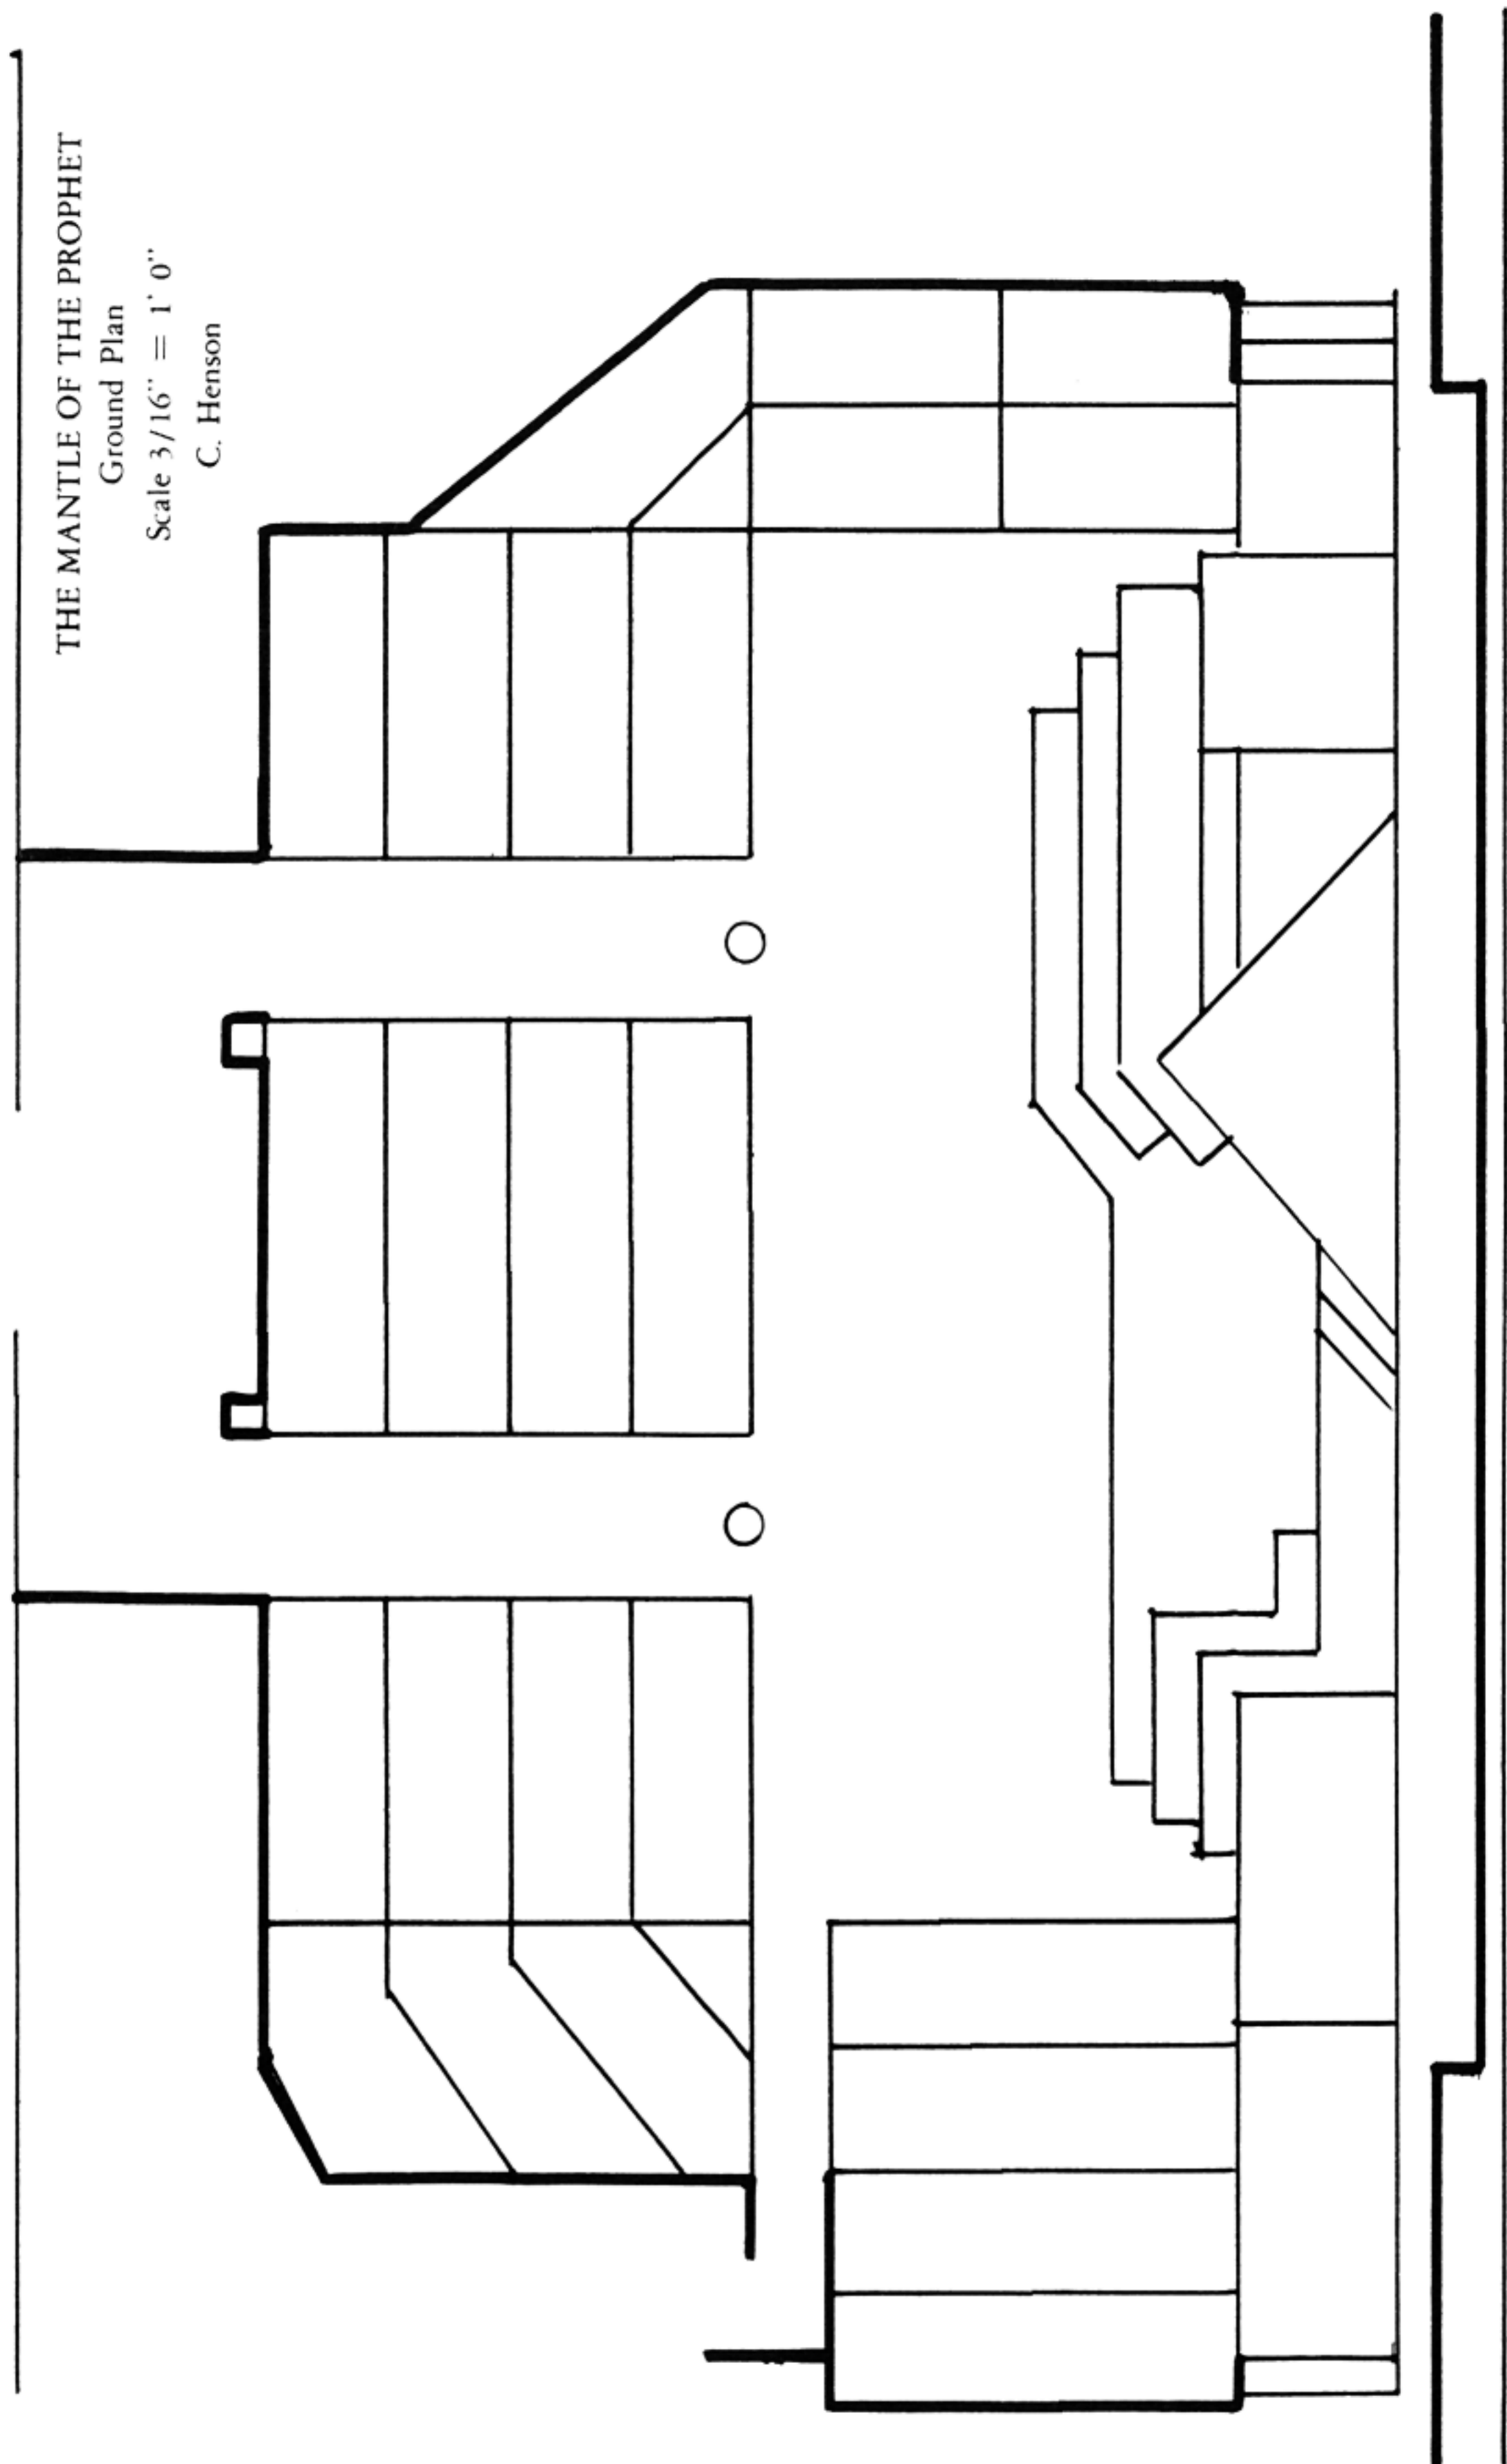 THE MANTLE OF THE PROPHET
Ground Plan
Scale 3/16" = 1' 0"
C. Henson